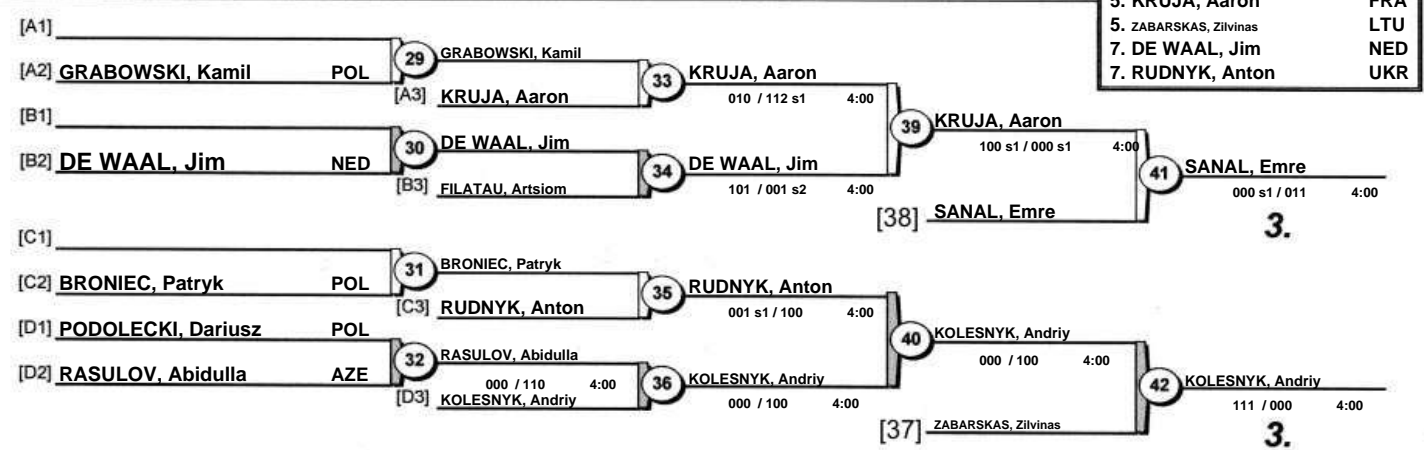 5. KRUJA, Aaron FRA
5. ZABARSKAS, Zilvinas LTU
7. DE WAAL, Jim NED
7. RUDNYK, Anton UKR
[A1]
29
GRABOWSKI, Kamil
[A2] GRABOWSKI, Kamil POL
33
KRUJA, Aaron
[A3] KRUJA, Aaron
010 / 112 s1 4:00
[B1]
39
KRUJA, Aaron
30
DE WAAL, Jim
100 s1 / 000 s1 4:00
[B2] DE WAAL, Jim NED
34
DE WAAL, Jim
41
SANAL, Emre
[B3] FILATAU, Artsiom
101 / 001 s2 4:00
000 s1 / 011 4:00
[38] SANAL, Emre
3.
[C1]
31
BRONIEC, Patryk
[C2] BRONIEC, Patryk POL
35
RUDNYK, Anton
[C3] RUDNYK, Anton
001 s1 / 100 4:00
[D1] PODOLECKI, Dariusz POL
40
KOLESNYK, Andriy
32
RASULOV, Abidulla
000 / 100 4:00
[D2] RASULOV, Abidulla AZE
000 / 110 4:00
36
KOLESNYK, Andriy
42
KOLESNYK, Andriy
[D3] KOLESNYK, Andriy
000 / 100 4:00
111 / 000 4:00
[37] ZABARSKAS, Zilvinas
3.